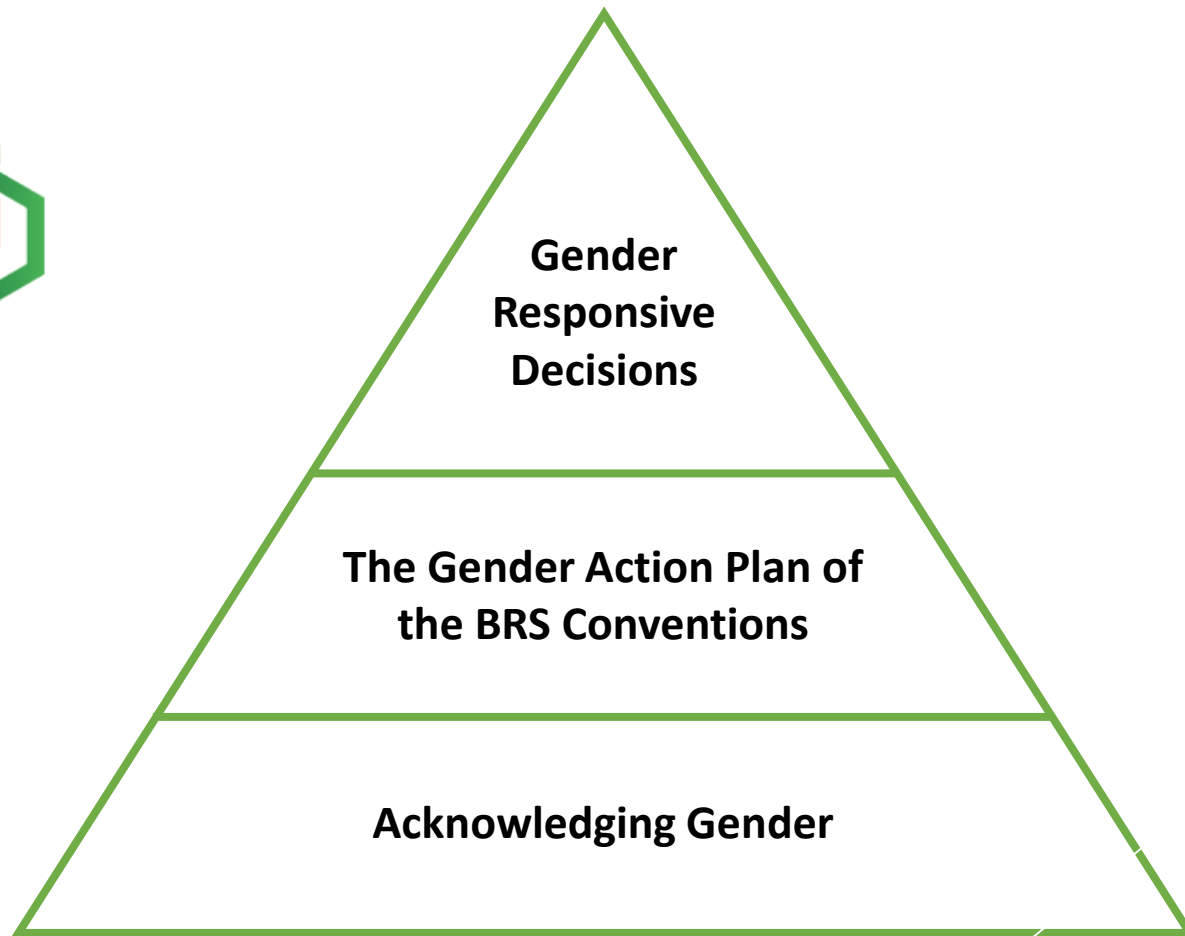 Gender
Responsive
Decisions
The Gender Action Plan of
the BRS Conventions
Acknowledging Gender